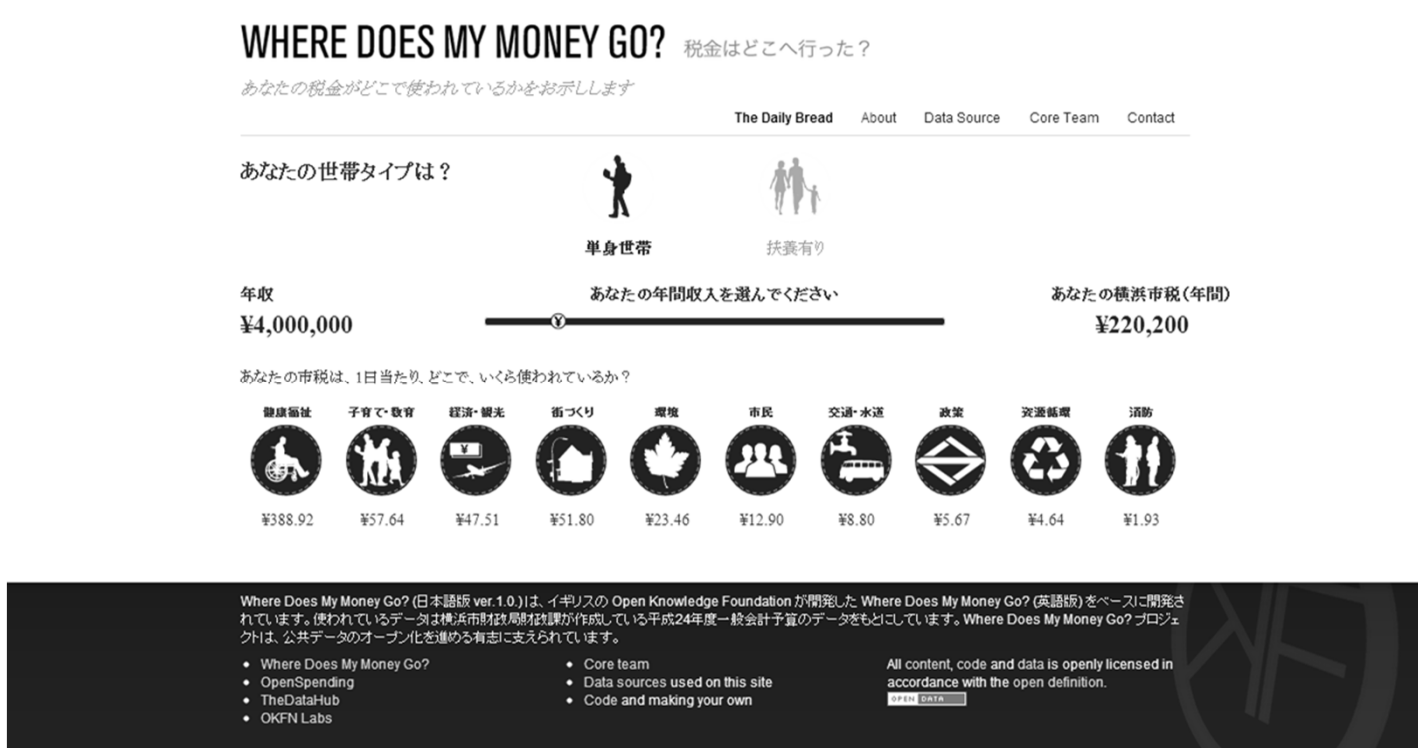 WHERE DOES MY MONEY GO? 税金はどこへ行った？
あなたの税金がどこで使われているかをお示しします
The Daily Bread About Data Source Core Team Contact
あなたの世帯タイプは？
単身世帯 扶養有り
年収 あなたの年間収入を選んでください あなたの横浜市税（年間）
¥4,000,000 ¥ ¥220,200
あなたの市税は、1日当たり、どこで、いくら使われているか？
健康福祉 子育て・教育 経済・観光 街づくり 環境 市民 交通・水道 政策 資源循環 消防
¥
¥388.92 ¥57.64 ¥47.51 ¥51.80 ¥23.46 ¥12.90 ¥8.80 ¥5.67 ¥4.64 ¥1.93
Where Does My Money Go? (日本語版 ver.1.0.)は、イギリスの Open Knowledge Foundation が開発した Where Does My Money Go? (英語版) をベースに開発さ
れています。使われているデータは横浜市財政局財政課が作成している平成24年度一般会計予算のデータをもとにしています。Where Does My Money Go? プロジェ
クトは、公共データのオープン化を進める有志に支えられています。
• Where Does My Money Go?
• OpenSpending
• TheDataHub
• OKFN Labs
• Core team
• Data sources used on this site
• Code and making your own
All content, code and data is openly licensed in
accordance with the open definition.
OPEN DATA